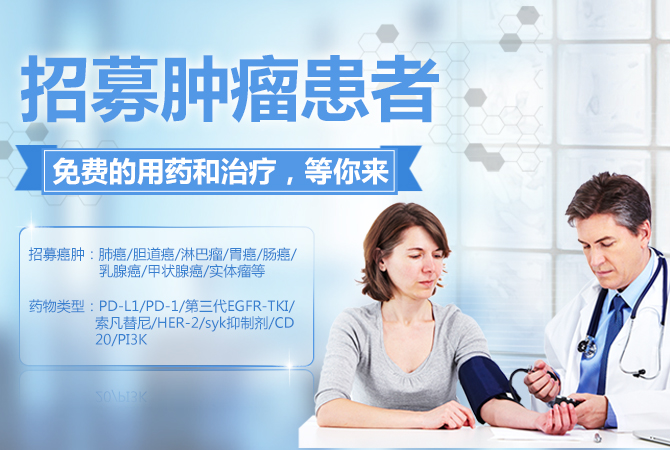 招募肿瘤患者
免费的用药和治疗，等你来
招募癌肿：肺癌/胆道癌/淋巴瘤/胃癌/肠癌/
乳腺癌/甲状腺癌/实体瘤等
药物类型：PD-L1/PD-1/第三代EGFR-TKI/
索凡替尼/HER-2/syk抑制剂/CD
20/PI3K